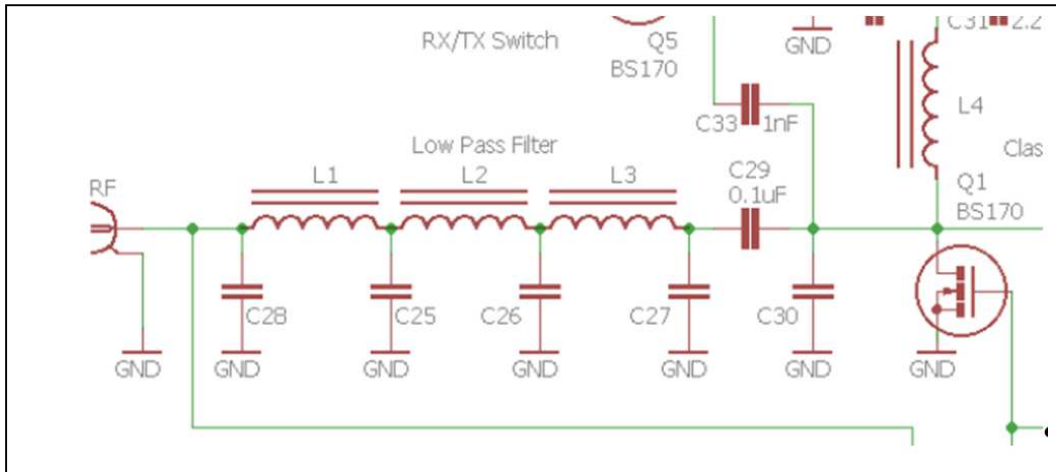 C31 2.2
RX/TX Switch
Q5
BS170
GND
L4
C33 1nF
Low Pass Filter
Clas
RF
L1
L2
L3
C29
0.1uF
Q1
BS170
C28
C25
C26
C27
C30
GND
GND
GND
GND
GND
GND
GND